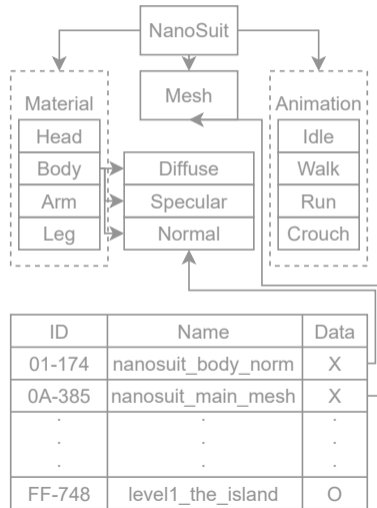 NanoSuit
Material
Head
Body
Arm
Leg
Mesh
Diffuse
Specular
Normal
Animation
Idle
Walk
Run
Crouch
ID Name Data
01-174 nanosuit_body_norm X
0A-385 nanosuit_main_mesh X
. . .
. . .
. . .
FF-748 level1_the_island O